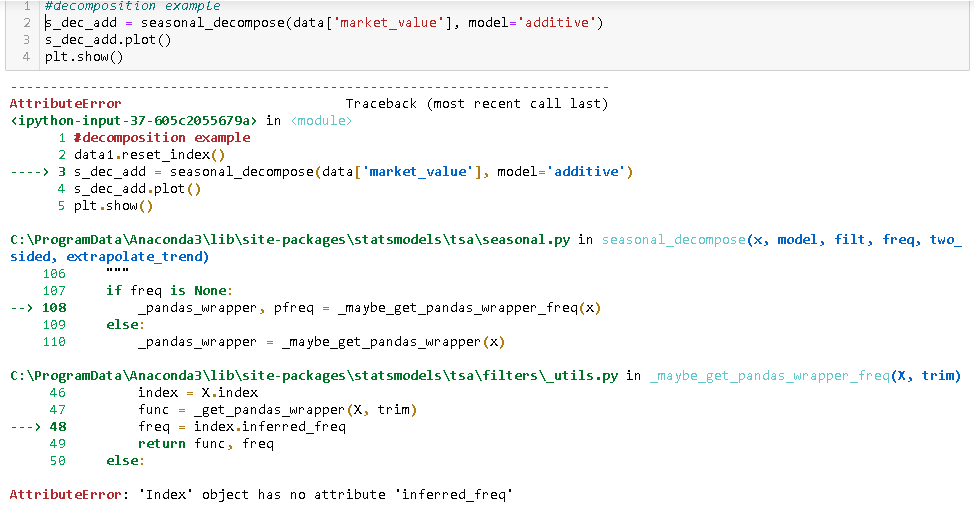 1 #decomposition example
2 s_dec_add = seasonal_decompose(data['market_value'], model='additive')
3 s_dec_add.plot()
4 plt.show()
---------------------------------------------------------------------------
AttributeError                            Traceback (most recent call last)
<ipython-input-37-605c2055679a> in <module>
      1 #decomposition example
      2 data1.reset_index()
----> 3 s_dec_add = seasonal_decompose(data['market_value'], model='additive')
      4 s_dec_add.plot()
      5 plt.show()
C:\ProgramData\Anaconda3\lib\site-packages\statsmodels\tsa\seasonal.py in seasonal_decompose(x, model, filt, freq, two_
sided, extrapolate_trend)
    106     """
    107     if freq is None:
--> 108         _pandas_wrapper, pfreq = _maybe_get_pandas_wrapper_freq(x)
    109     else:
    110         _pandas_wrapper = _maybe_get_pandas_wrapper(x)
C:\ProgramData\Anaconda3\lib\site-packages\statsmodels\tsa\filters\_utils.py in _maybe_get_pandas_wrapper_freq(X, trim)
     46         index = X.index
     47         func = _get_pandas_wrapper(X, trim)
---> 48         freq = index.inferred_freq
     49         return func, freq
     50     else:
AttributeError: 'Index' object has no attribute 'inferred_freq'